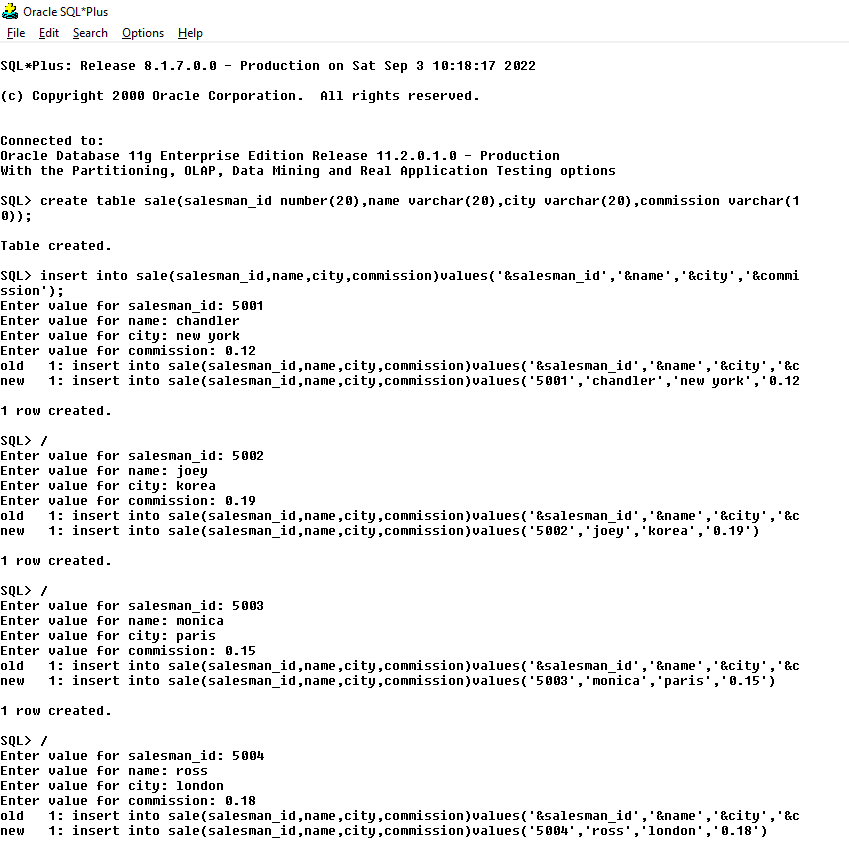 Oracle SQL*Plus
File Edit Search Options Help
SQL*Plus: Release 8.1.7.0.0 - Production on Sat Sep 3 10:18:17 2022
(c) Copyright 2000 Oracle Corporation.  All rights reserved.
Connected to:
Oracle Database 11g Enterprise Edition Release 11.2.0.1.0 - Production
With the Partitioning, OLAP, Data Mining and Real Application Testing options
SQL> create table sale(salesman_id number(20),name varchar(20),city varchar(20),commission varchar(1
0));
Table created.
SQL> insert into sale(salesman_id,name,city,commission)values('&salesman_id','&name','&city','&commi
ssion');
Enter value for salesman_id: 5001
Enter value for name: chandler
Enter value for city: new york
Enter value for commission: 0.12
old   1: insert into sale(salesman_id,name,city,commission)values('&salesman_id','&name','&city','&c
new   1: insert into sale(salesman_id,name,city,commission)values('5001','chandler','new york','0.12
1 row created.
SQL> /
Enter value for salesman_id: 5002
Enter value for name: joey
Enter value for city: korea
Enter value for commission: 0.19
old   1: insert into sale(salesman_id,name,city,commission)values('&salesman_id','&name','&city','&c
new   1: insert into sale(salesman_id,name,city,commission)values('5002','joey','korea','0.19')
1 row created.
SQL> /
Enter value for salesman_id: 5003
Enter value for name: monica
Enter value for city: paris
Enter value for commission: 0.15
old   1: insert into sale(salesman_id,name,city,commission)values('&salesman_id','&name','&city','&c
new   1: insert into sale(salesman_id,name,city,commission)values('5003','monica','paris','0.15')
1 row created.
SQL> /
Enter value for salesman_id: 5004
Enter value for name: ross
Enter value for city: london
Enter value for commission: 0.18
old   1: insert into sale(salesman_id,name,city,commission)values('&salesman_id','&name','&city','&c
new   1: insert into sale(salesman_id,name,city,commission)values('5004','ross','london','0.18')